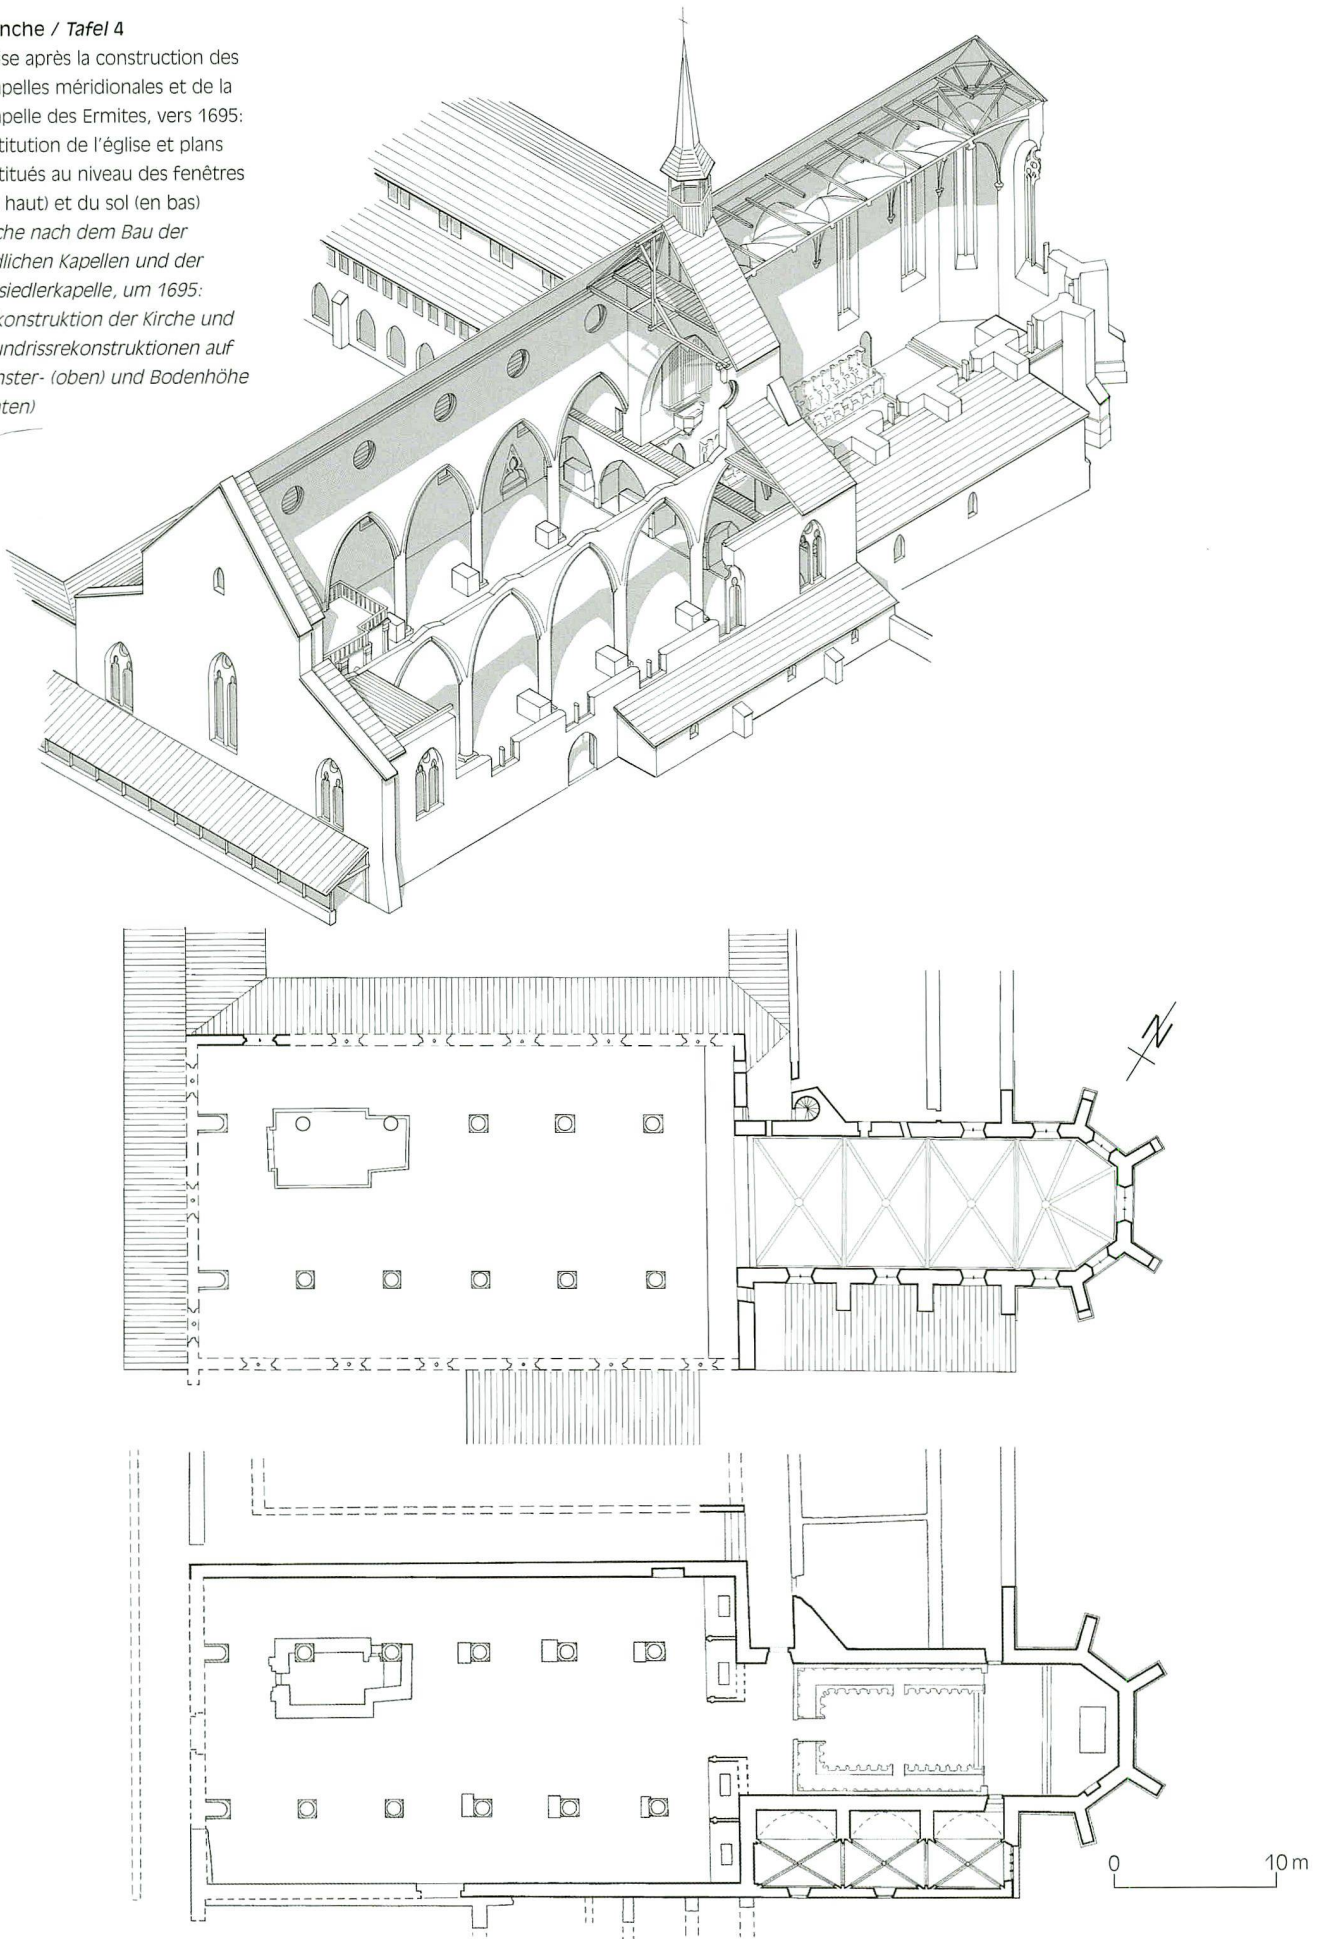 nche / Tafel 4
se après la construction des
apelles méridionales et de la
apelle des Ermites, vers 1695:
titution de l'église et plans
titués au niveau des fenêtres
haut) et du sol (en bas)
che nach dem Bau der
dlichen Kapellen und der
siedlerkapelle, um 1695:
konstruktion der Kirche und
undrissrekonstruktionen auf
nster- (oben) und Bodenhöhe
ten)
N
0 10 m